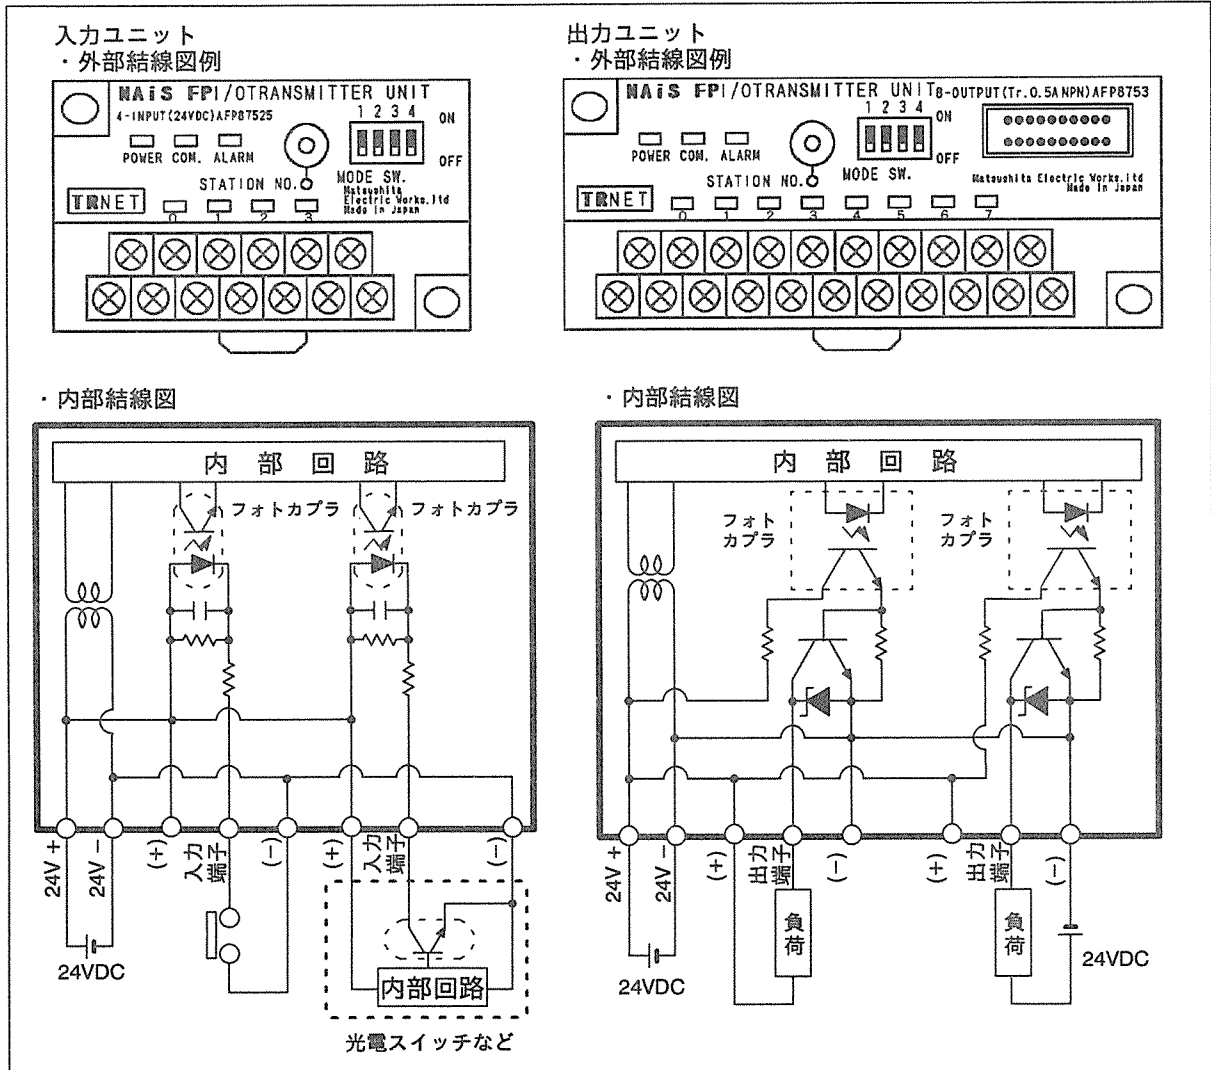 入力ユニット
・外部結線図例
NAiS FP I/O TRANSMITTER UNIT
4-INPUT(24VDC)AFP87525
1 2 3 4
ON
OFF
POWER COM. ALARM
STATION NO.
MODE SW.
Matsushita
Electric Works.ltd
Made in Japan
TRNET
0 1 2 3
出力ユニット
・外部結線図例
NAiS FP I/O TRANSMITTER UNIT 8-OUTPUT(Tr.0.5A NPN)AFP8753
1 2 3 4
ON
OFF
POWER COM. ALARM
STATION NO.
MODE SW.
Matsushita Electric Works.ltd
Made in Japan
TRNET
0 1 2 3 4 5 6 7
・内部結線図
内部回路
フォトカプラ
フォトカプラ
24V +
24V −
(+)
入力
端子
(−)
(+)
入力
端子
(−)
24VDC
内部回路
光電スイッチなど
・内部結線図
内部回路
フォト
カプラ
フォト
カプラ
24V +
24V −
(+)
出力
端子
(−)
(+)
出力
端子
(−)
負荷
負荷
24VDC
24VDC